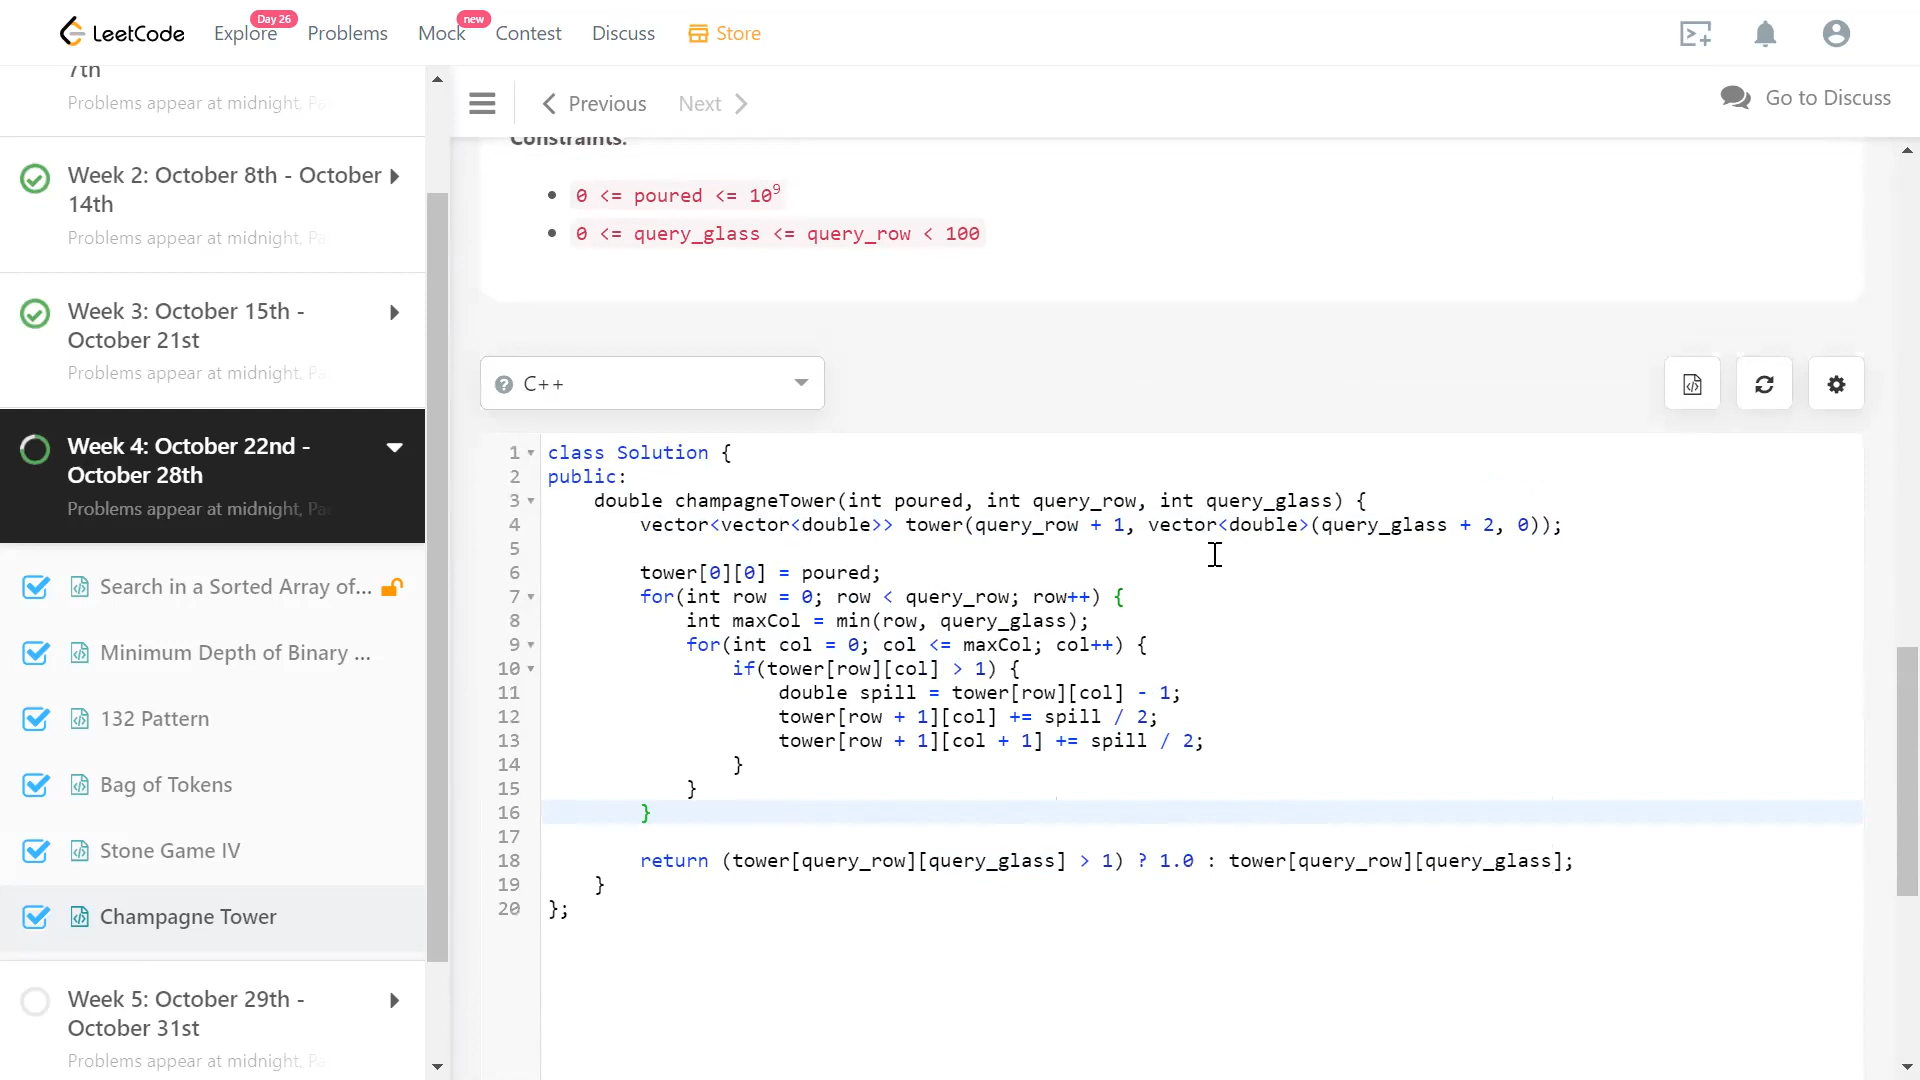 LeetCode
Explore
Day 26
Problems
Mock
new
Contest
Discuss
Store
7th
Problems appear at midnight, Pa
Week 2: October 8th - October
14th
Problems appear at midnight, Pa
Week 3: October 15th -
October 21st
Problems appear at midnight, Pa
Week 4: October 22nd -
October 28th
Problems appear at midnight, Pa
Search in a Sorted Array of...
Minimum Depth of Binary ...
132 Pattern
Bag of Tokens
Stone Game IV
Champagne Tower
Week 5: October 29th -
October 31st
Problems appear at midnight, Pa
Previous
Next
Go to Discuss
Constraints:
0 <= poured <= 10⁹
0 <= query_glass <= query_row < 100
C++
1 class Solution {
2 public:
3     double champagneTower(int poured, int query_row, int query_glass) {
4         vector<vector<double>> tower(query_row + 1, vector<double>(query_glass + 2, 0));
5
6         tower[0][0] = poured;
7         for(int row = 0; row < query_row; row++) {
8             int maxCol = min(row, query_glass);
9             for(int col = 0; col <= maxCol; col++) {
10                 if(tower[row][col] > 1) {
11                     double spill = tower[row][col] - 1;
12                     tower[row + 1][col] += spill / 2;
13                     tower[row + 1][col + 1] += spill / 2;
14                 }
15             }
16         }
17
18         return (tower[query_row][query_glass] > 1) ? 1.0 : tower[query_row][query_glass];
19     }
20 };